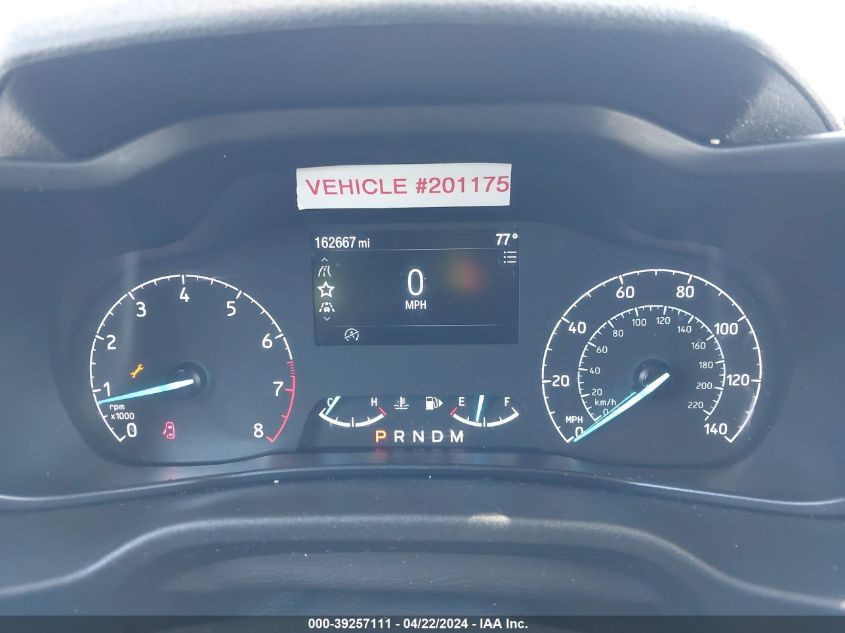 VEHICLE #201175
162667 mi 77°
0
MPH
0 1 2 3 4 5 6 7 8
rpm
x1000
C H
E F
P R N D M
0 20 40 60 80 100 120 140
MPH
0 20 40 60 80 100 120 140 160 180 200 220
km/h
000-39257111 - 04/22/2024 - IAA Inc.